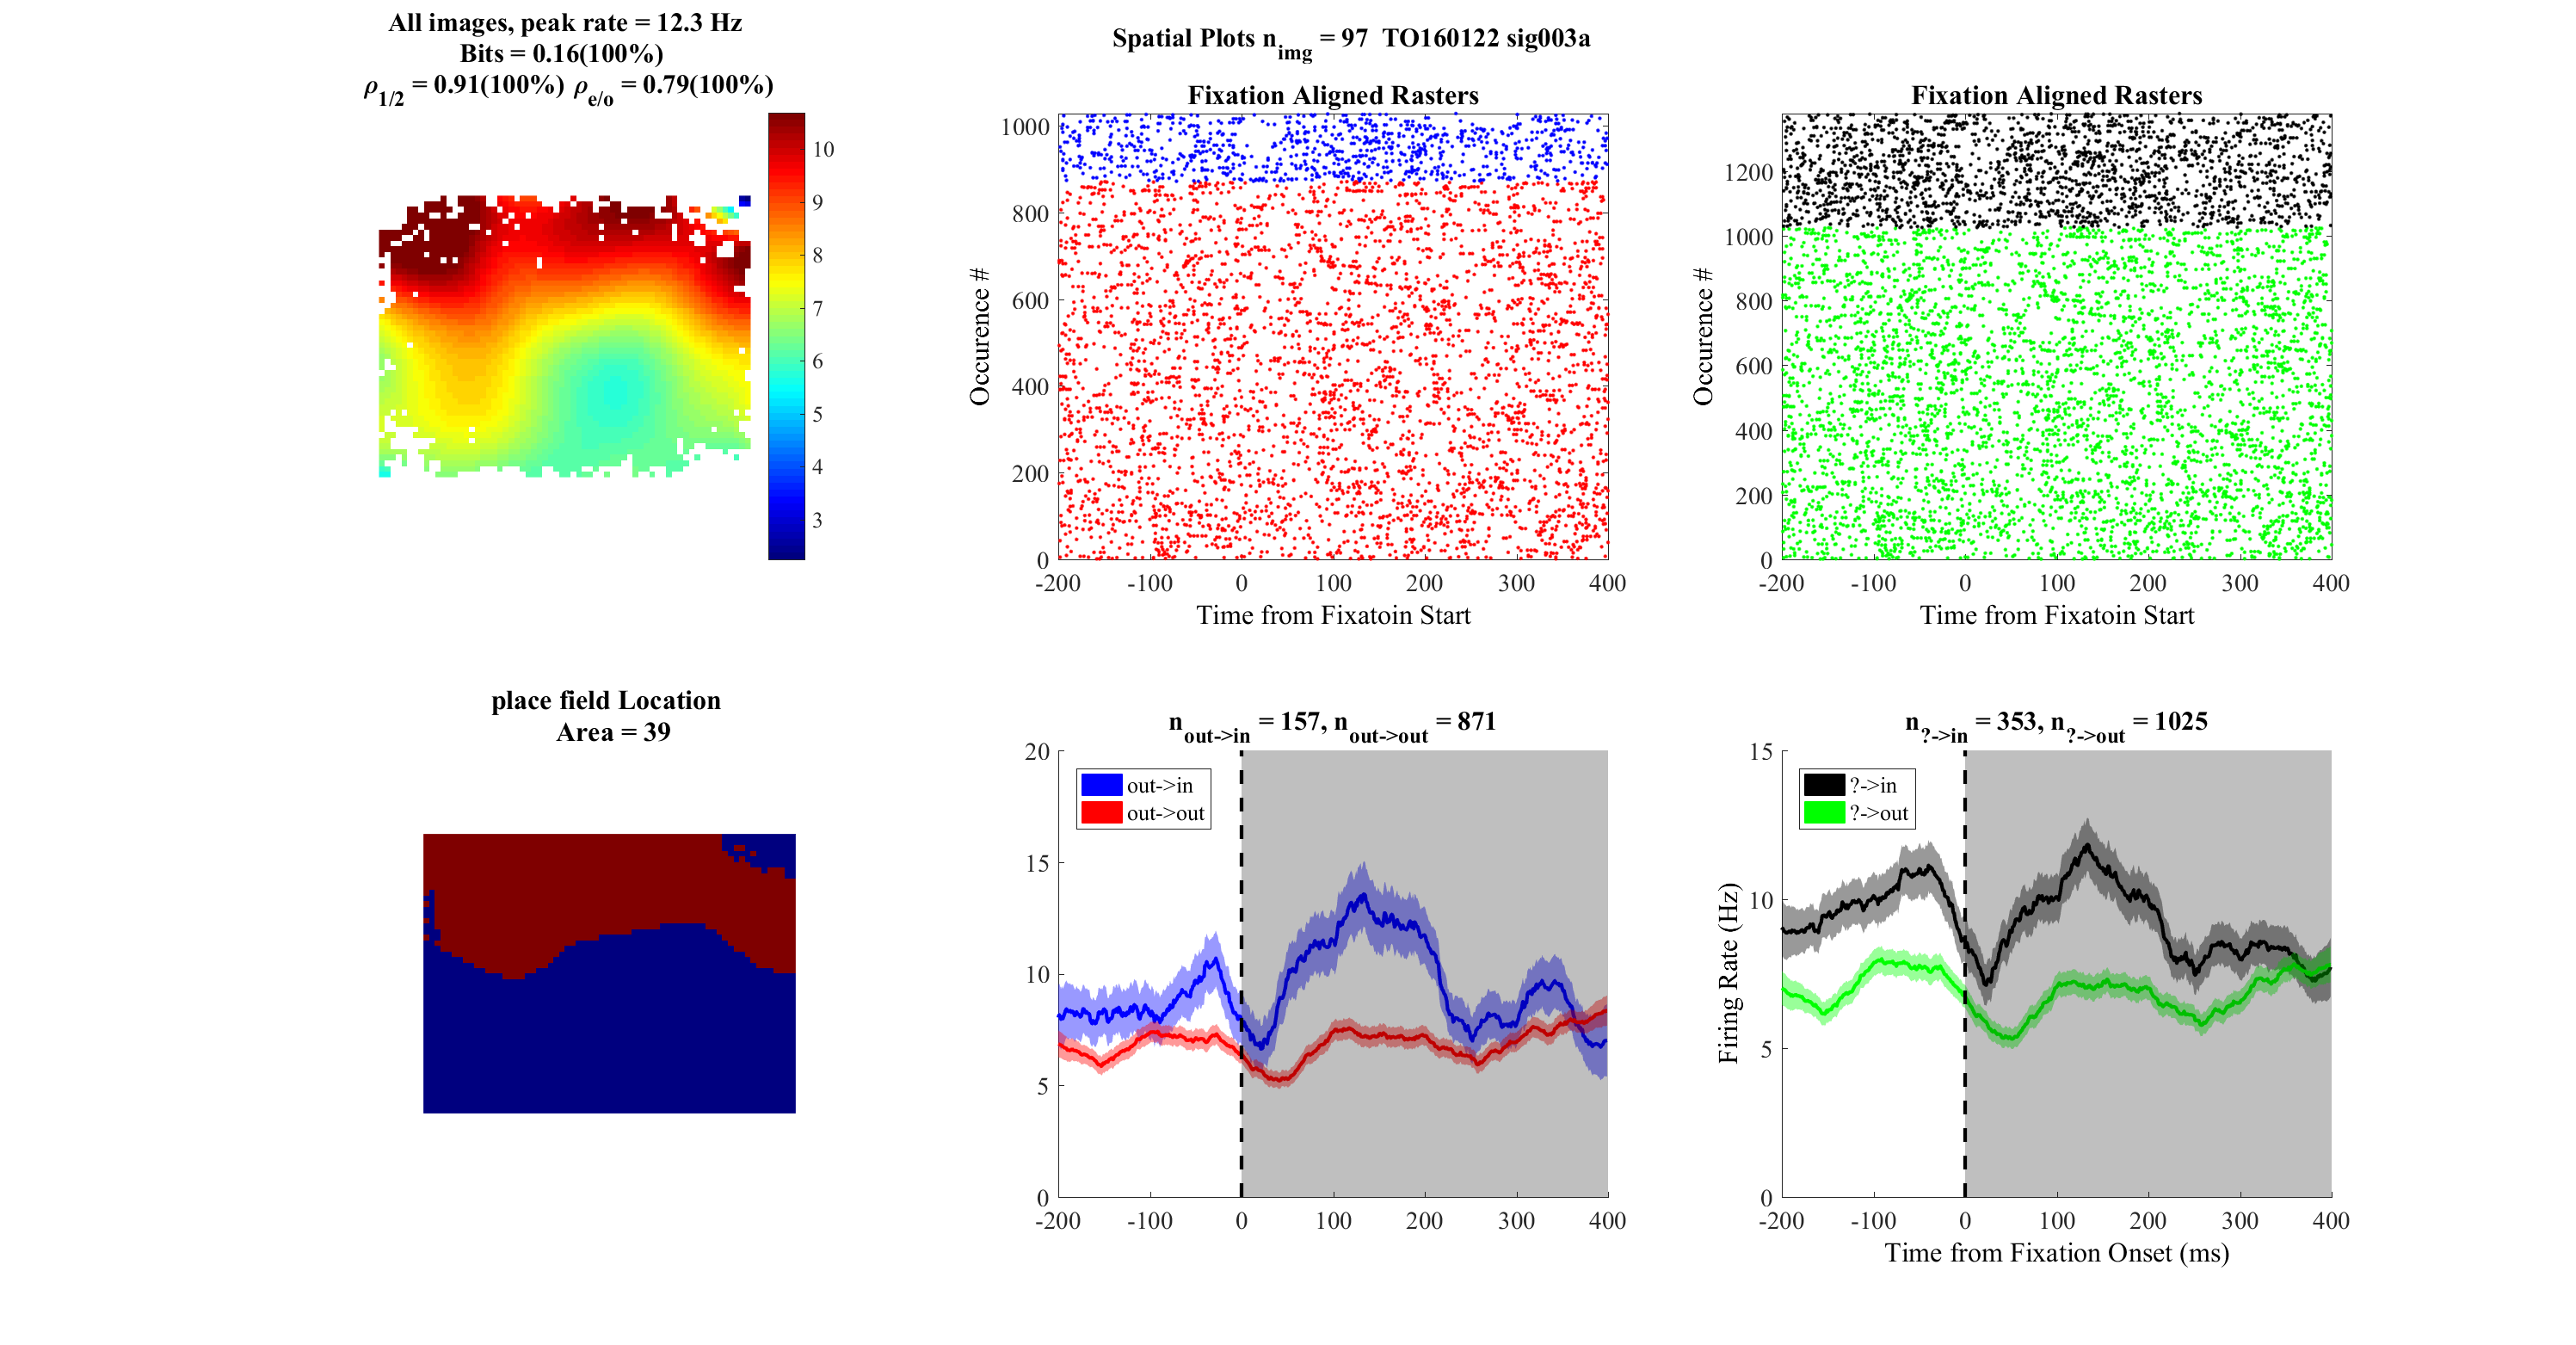 All images, peak rate = 12.3 Hz
Bits = 0.16(100%)
ρ1/2 = 0.91(100%) ρe/o = 0.79(100%)
10
9
8
7
6
5
4
3
Spatial Plots nimg = 97 TO160122 sig003a
Fixation Aligned Rasters
Occurence #
1000
800
600
400
200
0
-200 -100 0 100 200 300 400
Time from Fixatoin Start
Fixation Aligned Rasters
Occurence #
1200
1000
800
600
400
200
0
-200 -100 0 100 200 300 400
Time from Fixatoin Start
place field Location
Area = 39
nout->in = 157, nout->out = 871
20
15
10
5
0
out->in
out->out
-200 -100 0 100 200 300 400
n?->in = 353, n?->out = 1025
Firing Rate (Hz)
15
10
5
0
?->in
?->out
-200 -100 0 100 200 300 400
Time from Fixation Onset (ms)